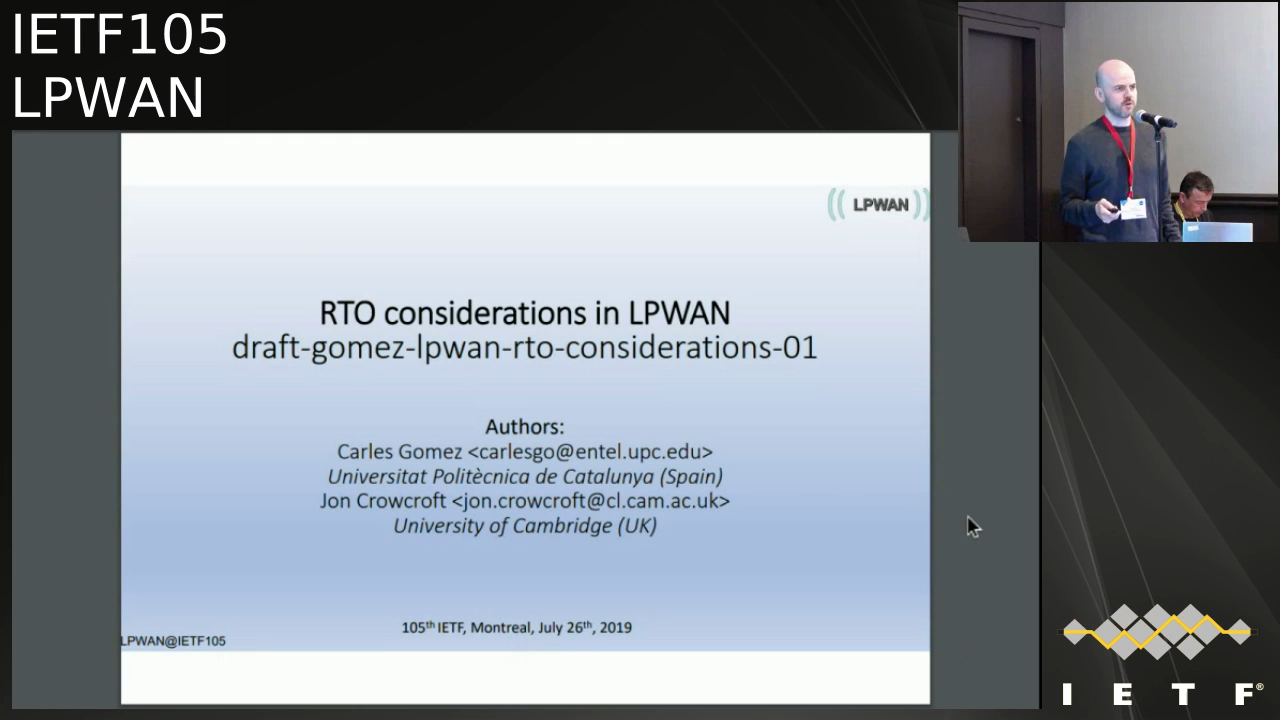 IETF105
LPWAN
LPWAN
RTO considerations in LPWAN
draft-gomez-lpwan-rto-considerations-01
Authors:
Carles Gomez <carlesgo@entel.upc.edu>
Universitat Politècnica de Catalunya (Spain)
Jon Crowcroft <jon.crowcroft@cl.cam.ac.uk>
University of Cambridge (UK)
105th IETF, Montreal, July 26th, 2019
LPWAN@IETF105
I E T F®